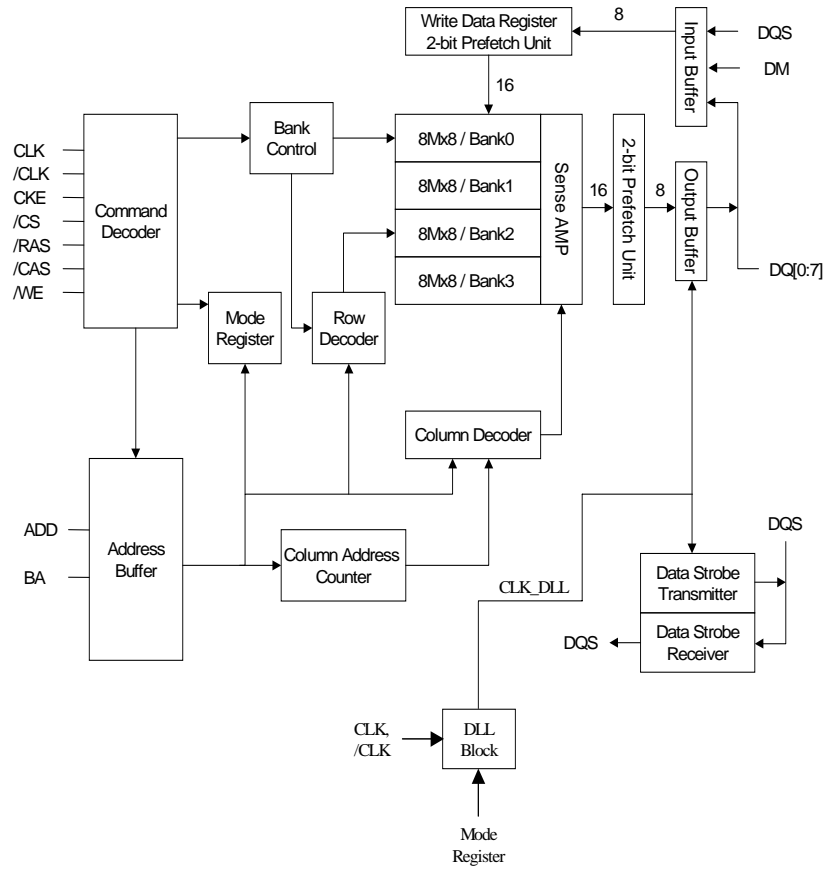 Write Data Register
2-bit Prefetch Unit
8
Input Buffer
DQS
DM
16
Bank
Control
8Mx8 / Bank0
8Mx8 / Bank1
8Mx8 / Bank2
8Mx8 / Bank3
Sense AMP
16
2-bit Prefetch Unit
8
Output Buffer
DQ[0:7]
CLK
/CLK
CKE
/CS
/RAS
/CAS
/WE
Command
Decoder
Mode
Register
Row
Decoder
Column Decoder
ADD
BA
Address
Buffer
Column Address
Counter
CLK_DLL
DQS
Data Strobe
Transmitter
Data Strobe
Receiver
DQS
CLK,
/CLK
DLL
Block
Mode
Register